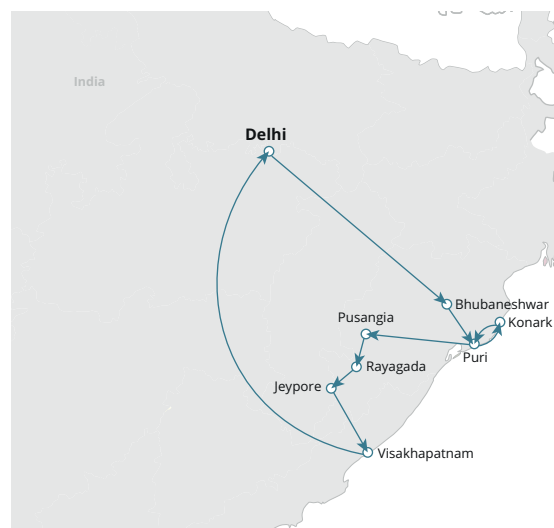 India
Delhi
Bhubaneshwar
Konark
Pusangia
Puri
Rayagada
Jeypore
Visakhapatnam